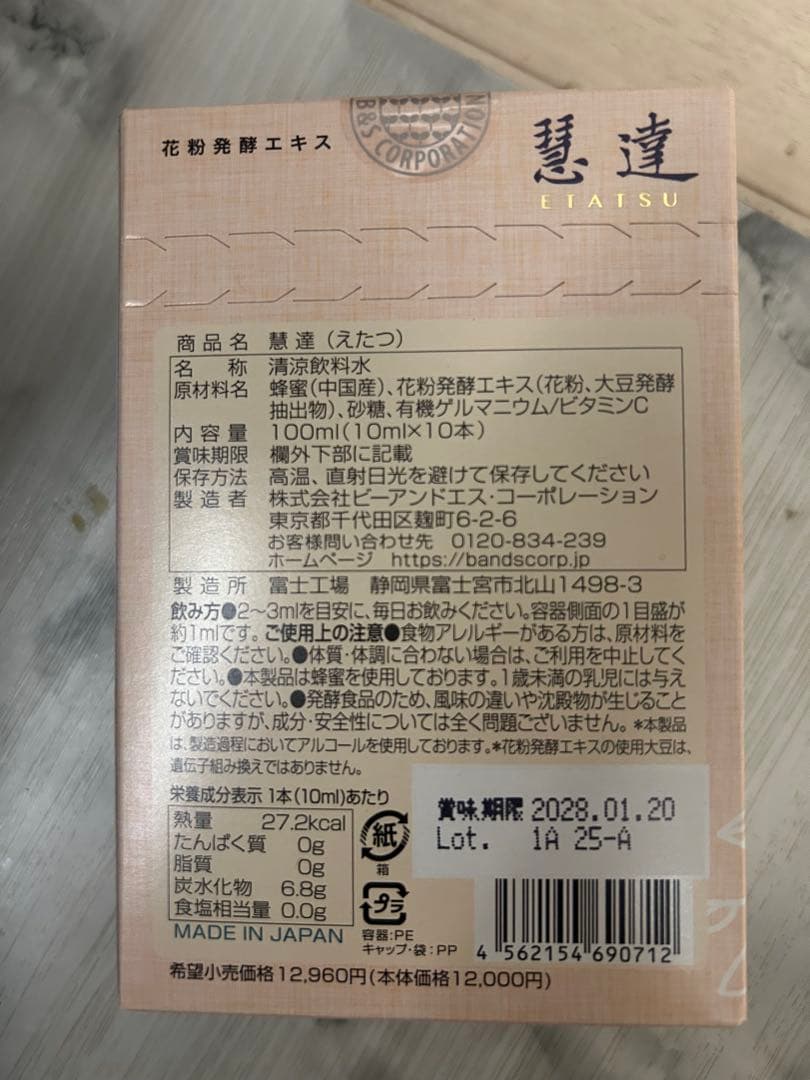 花粉発酵エキス
B&S CORPORATION
慧達
ETATSU
商品名 慧達(えたつ)
名称 清涼飲料水
原材料名 蜂蜜(中国産)、花粉発酵エキス(花粉、大豆発酵
抽出物)、砂糖、有機ゲルマニウム/ビタミンC
内容量 100ml(10ml×10本)
賞味期限 欄外下部に記載
保存方法 高温、直射日光を避けて保存してください
製造者 株式会社ビーアンドエス・コーポレーション
東京都千代田区麹町6-2-6
お客様問い合わせ先 0120-834-239
ホームページ https://bandscorp.jp
製造所 富士工場 静岡県富士宮市北山1498-3
飲み方●2〜3mlを目安に、毎日お飲みください。容器側面の1目盛が
約1mlです。ご使用上の注意●食物アレルギーがある方は、原材料を
ご確認ください。●体質・体調に合わない場合は、ご利用を中止してく
ださい。●本製品は蜂蜜を使用しております。1歳未満の乳児には与え
ないでください。●発酵食品のため、風味の違いや沈殿物が生じること
がありますが、成分・安全性については全く問題ございません。*本製品
は、製造過程においてアルコールを使用しております。*花粉発酵エキスの使用大豆は、
遺伝子組み換えではありません。
栄養成分表示 1本(10ml)あたり
熱量 27.2kcal
たんぱく質 0g
脂質 0g
炭水化物 6.8g
食塩相当量 0.0g
MADE IN JAPAN
紙
箱
プラ
容器:PE
キャップ・袋:PP
賞味期限 2028.01.20
Lot. 1A 25-A
4 562154 690712
希望小売価格12,960円(本体価格12,000円)